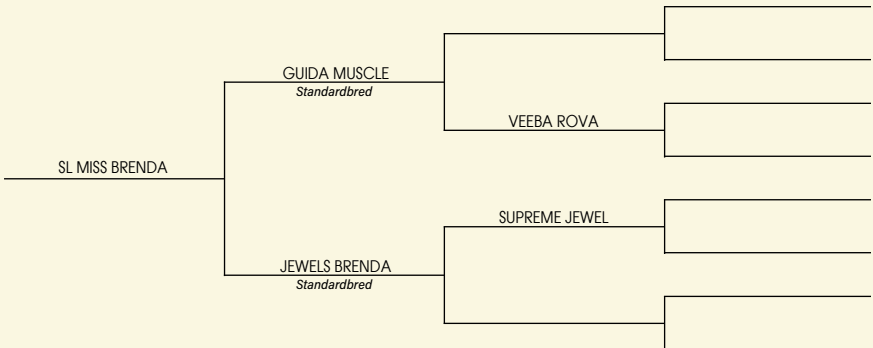 GUIDA MUSCLE
Standardbred
VEEBA ROVA
SL MISS BRENDA
SUPREME JEWEL
JEWELS BRENDA
Standardbred